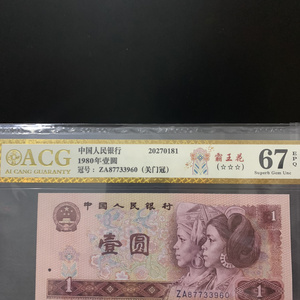 ACG
AI CANG GUARANTY
中国人民银行
1980年壹圆
冠号：ZA87733960 (关门冠)
20270181
霸王花
(☆☆☆)
67 EPQ
Superb Gem Unc
中国人民银行
壹圆
1
1
ZA87733960